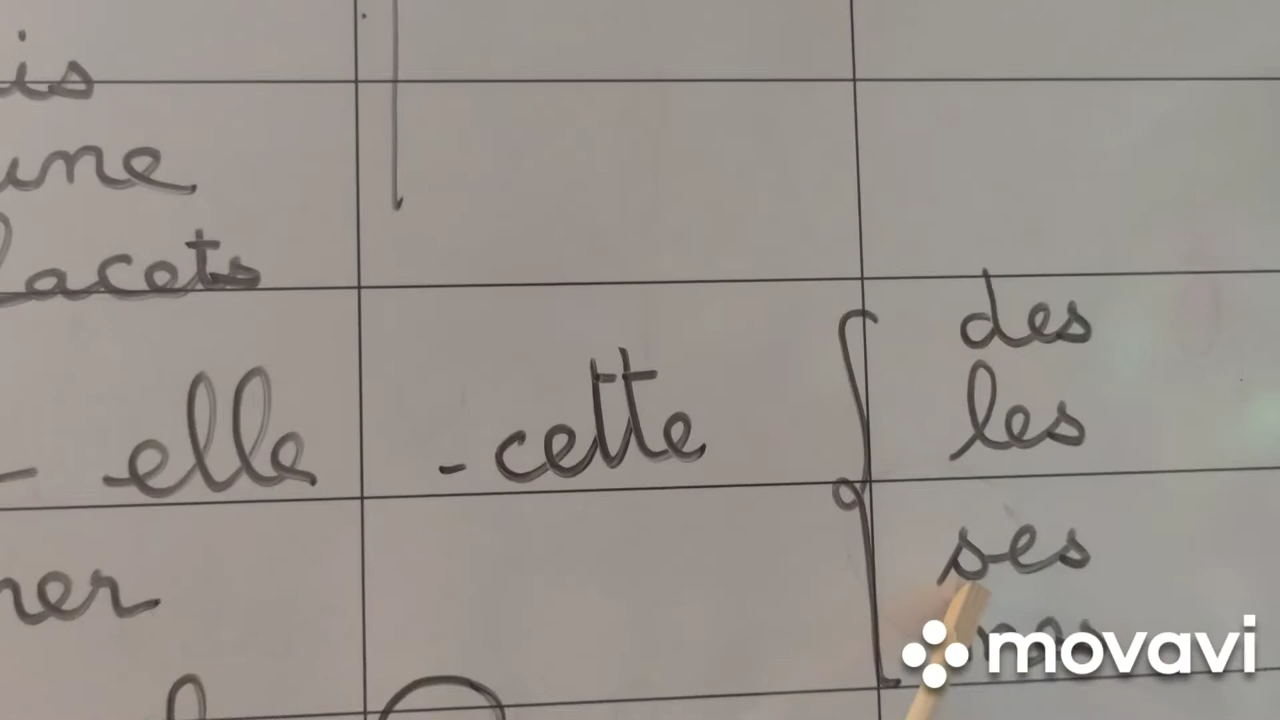 is
une
lacets
- elle - cette des
les
ses
movavi